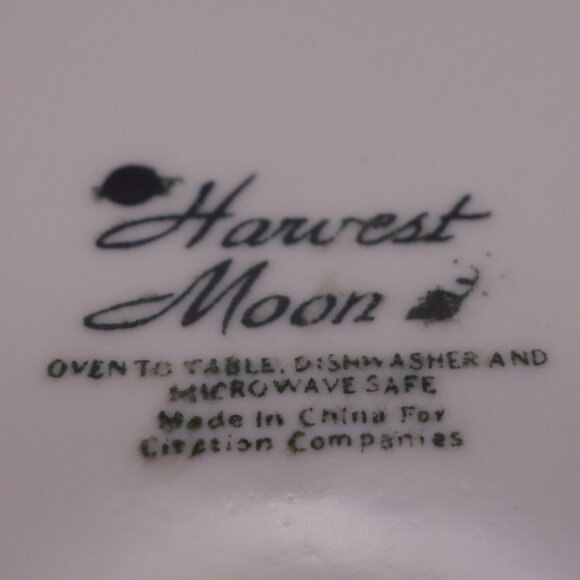 Harvest
Moon
OVEN TO TABLE, DISHWASHER AND
MICROWAVE SAFE
Made In China For
Citation Companies